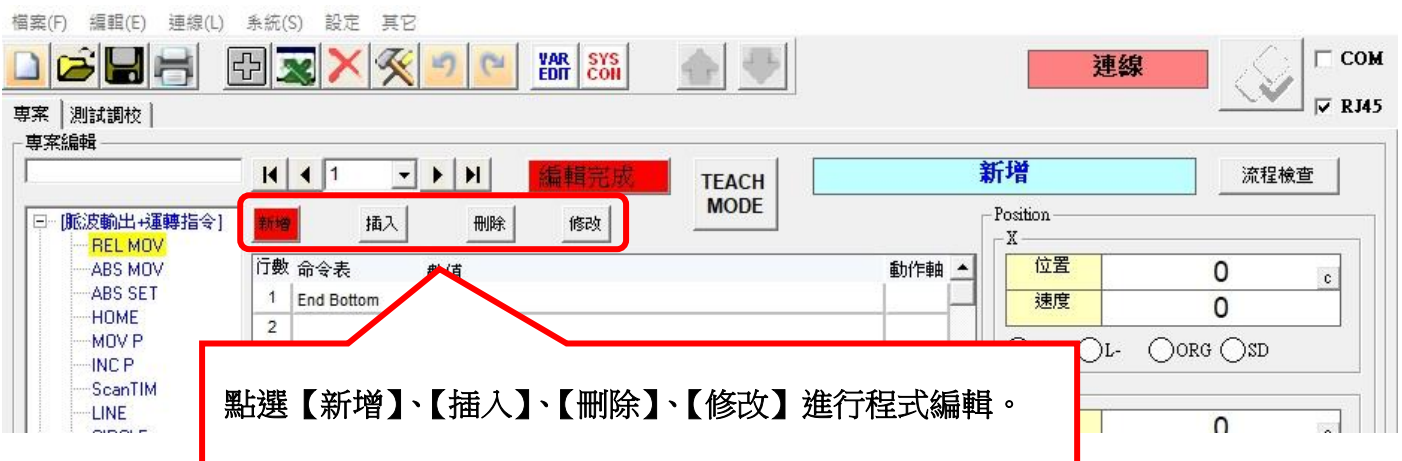 檔案(F) 編輯(E) 連線(L) 系統(S) 設定 其它
VAR EDIT SYS CON 連線 COM
RJ45
專案 測試調校
專案編輯
1 編輯完成 TEACH MODE 新增 流程檢查
新增 插入 刪除 修改
Position
X
[脈波輸出+運轉指令]
REL MOV
ABS MOV
ABS SET
HOME
MOV P
INC P
ScanTIM
LINE
行數 命令表 數值 動作軸
1 End Bottom
2
位置 0 c
速度 0
L- ORG SD
0
點選【新增】、【插入】、【刪除】、【修改】進行程式編輯。